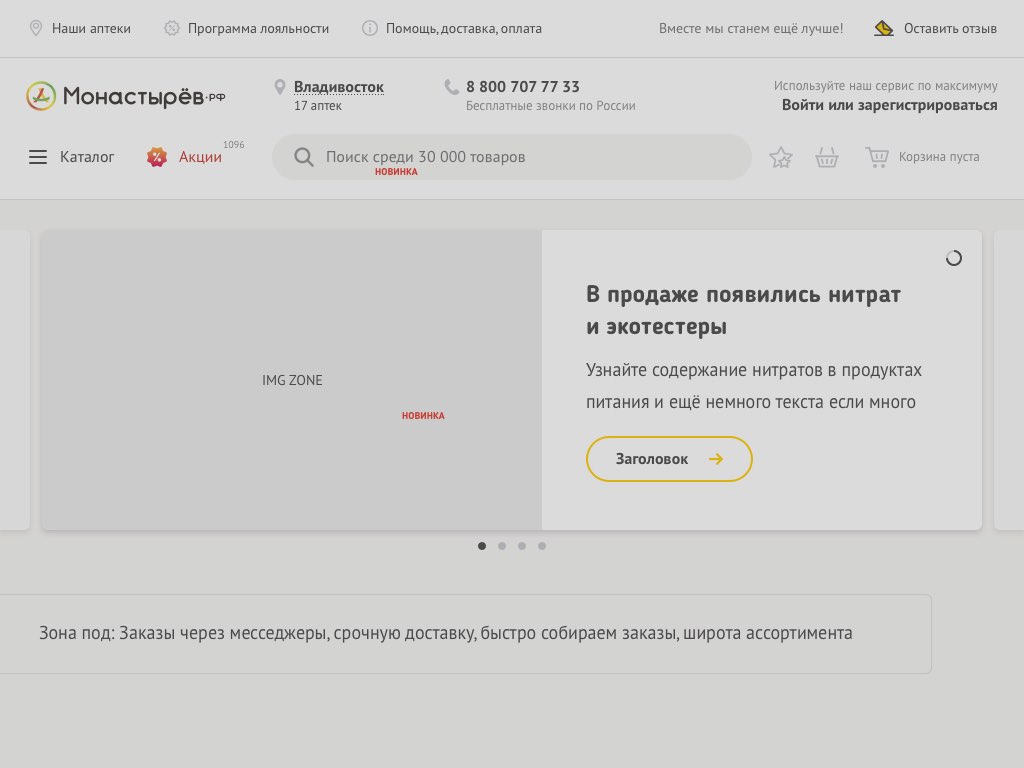 Наши аптеки
Программа лояльности
Помощь, доставка, оплата
Вместе мы станем ещё лучше!
Оставить отзыв
Монастырёв.рф
Владивосток
17 аптек
8 800 707 77 33
Бесплатные звонки по России
Используйте наш сервис по максимуму
Войти или зарегистрироваться
Каталог
Акции
1096
Поиск среди 30 000 товаров
НОВИНКА
Корзина пуста
IMG ZONE
НОВИНКА
В продаже появились нитрат
и экотестеры
Узнайте содержание нитратов в продуктах
питания и ещё немного текста если много
Заголовок
Зона под: Заказы через месседжеры, срочную доставку, быстро собираем заказы, широта ассортимента